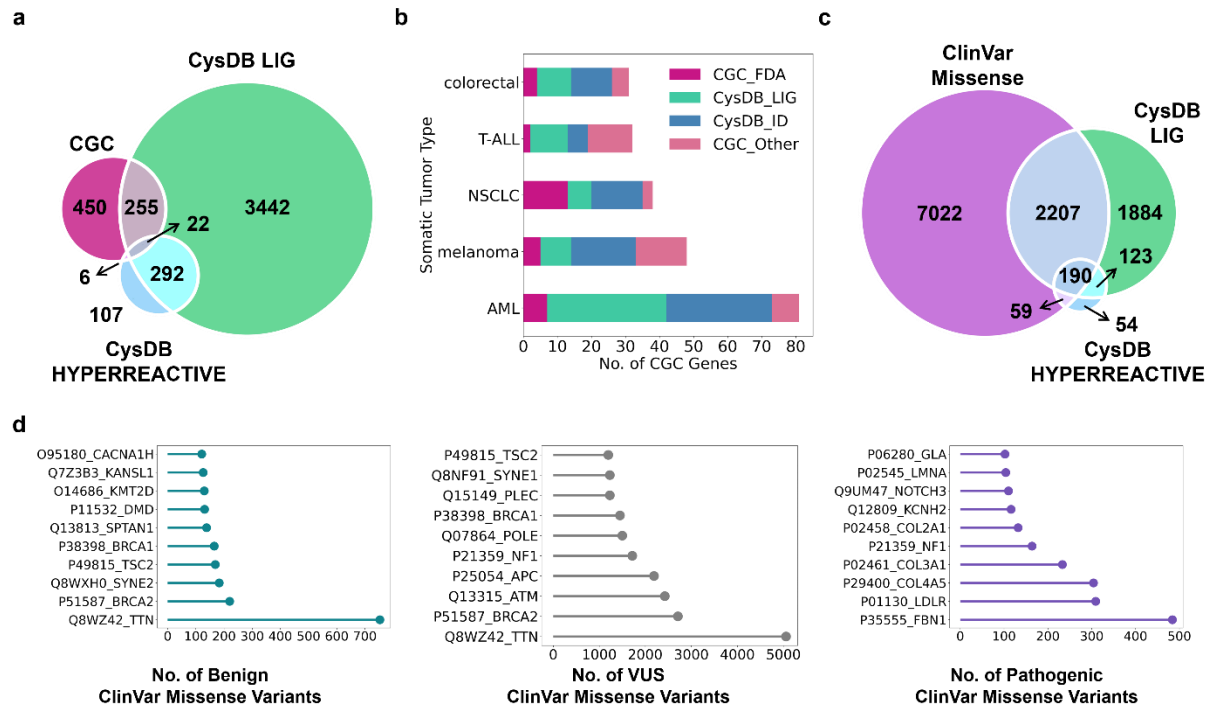 a
CysDB LIG
CGC
450
255
3442
22
6
292
107
CysDB
HYPERREACTIVE
b
Somatic Tumor Type
colorectal
T-ALL
NSCLC
melanoma
AML
CGC_FDA
CysDB_LIG
CysDB_ID
CGC_Other
0 10 20 30 40 50 60 70 80
No. of CGC Genes
c
ClinVar
Missense
CysDB
LIG
7022
2207
1884
190
123
59
54
CysDB
HYPERREACTIVE
d
O95180_CACNA1H
Q7Z3B3_KANSL1
O14686_KMT2D
P11532_DMD
Q13813_SPTAN1
P38398_BRCA1
P49815_TSC2
Q8WXH0_SYNE2
P51587_BRCA2
Q8WZ42_TTN
0 100 200 300 400 500 600 700
No. of Benign
ClinVar Missense Variants
P49815_TSC2
Q8NF91_SYNE1
Q15149_PLEC
P38398_BRCA1
Q07864_POLE
P21359_NF1
P25054_APC
Q13315_ATM
P51587_BRCA2
Q8WZ42_TTN
0 1000 2000 3000 4000 5000
No. of VUS
ClinVar Missense Variants
P06280_GLA
P02545_LMNA
Q9UM47_NOTCH3
Q12809_KCNH2
P02458_COL2A1
P21359_NF1
P02461_COL3A1
P29400_COL4A5
P01130_LDLR
P35555_FBN1
0 100 200 300 400 500
No. of Pathogenic
ClinVar Missense Variants